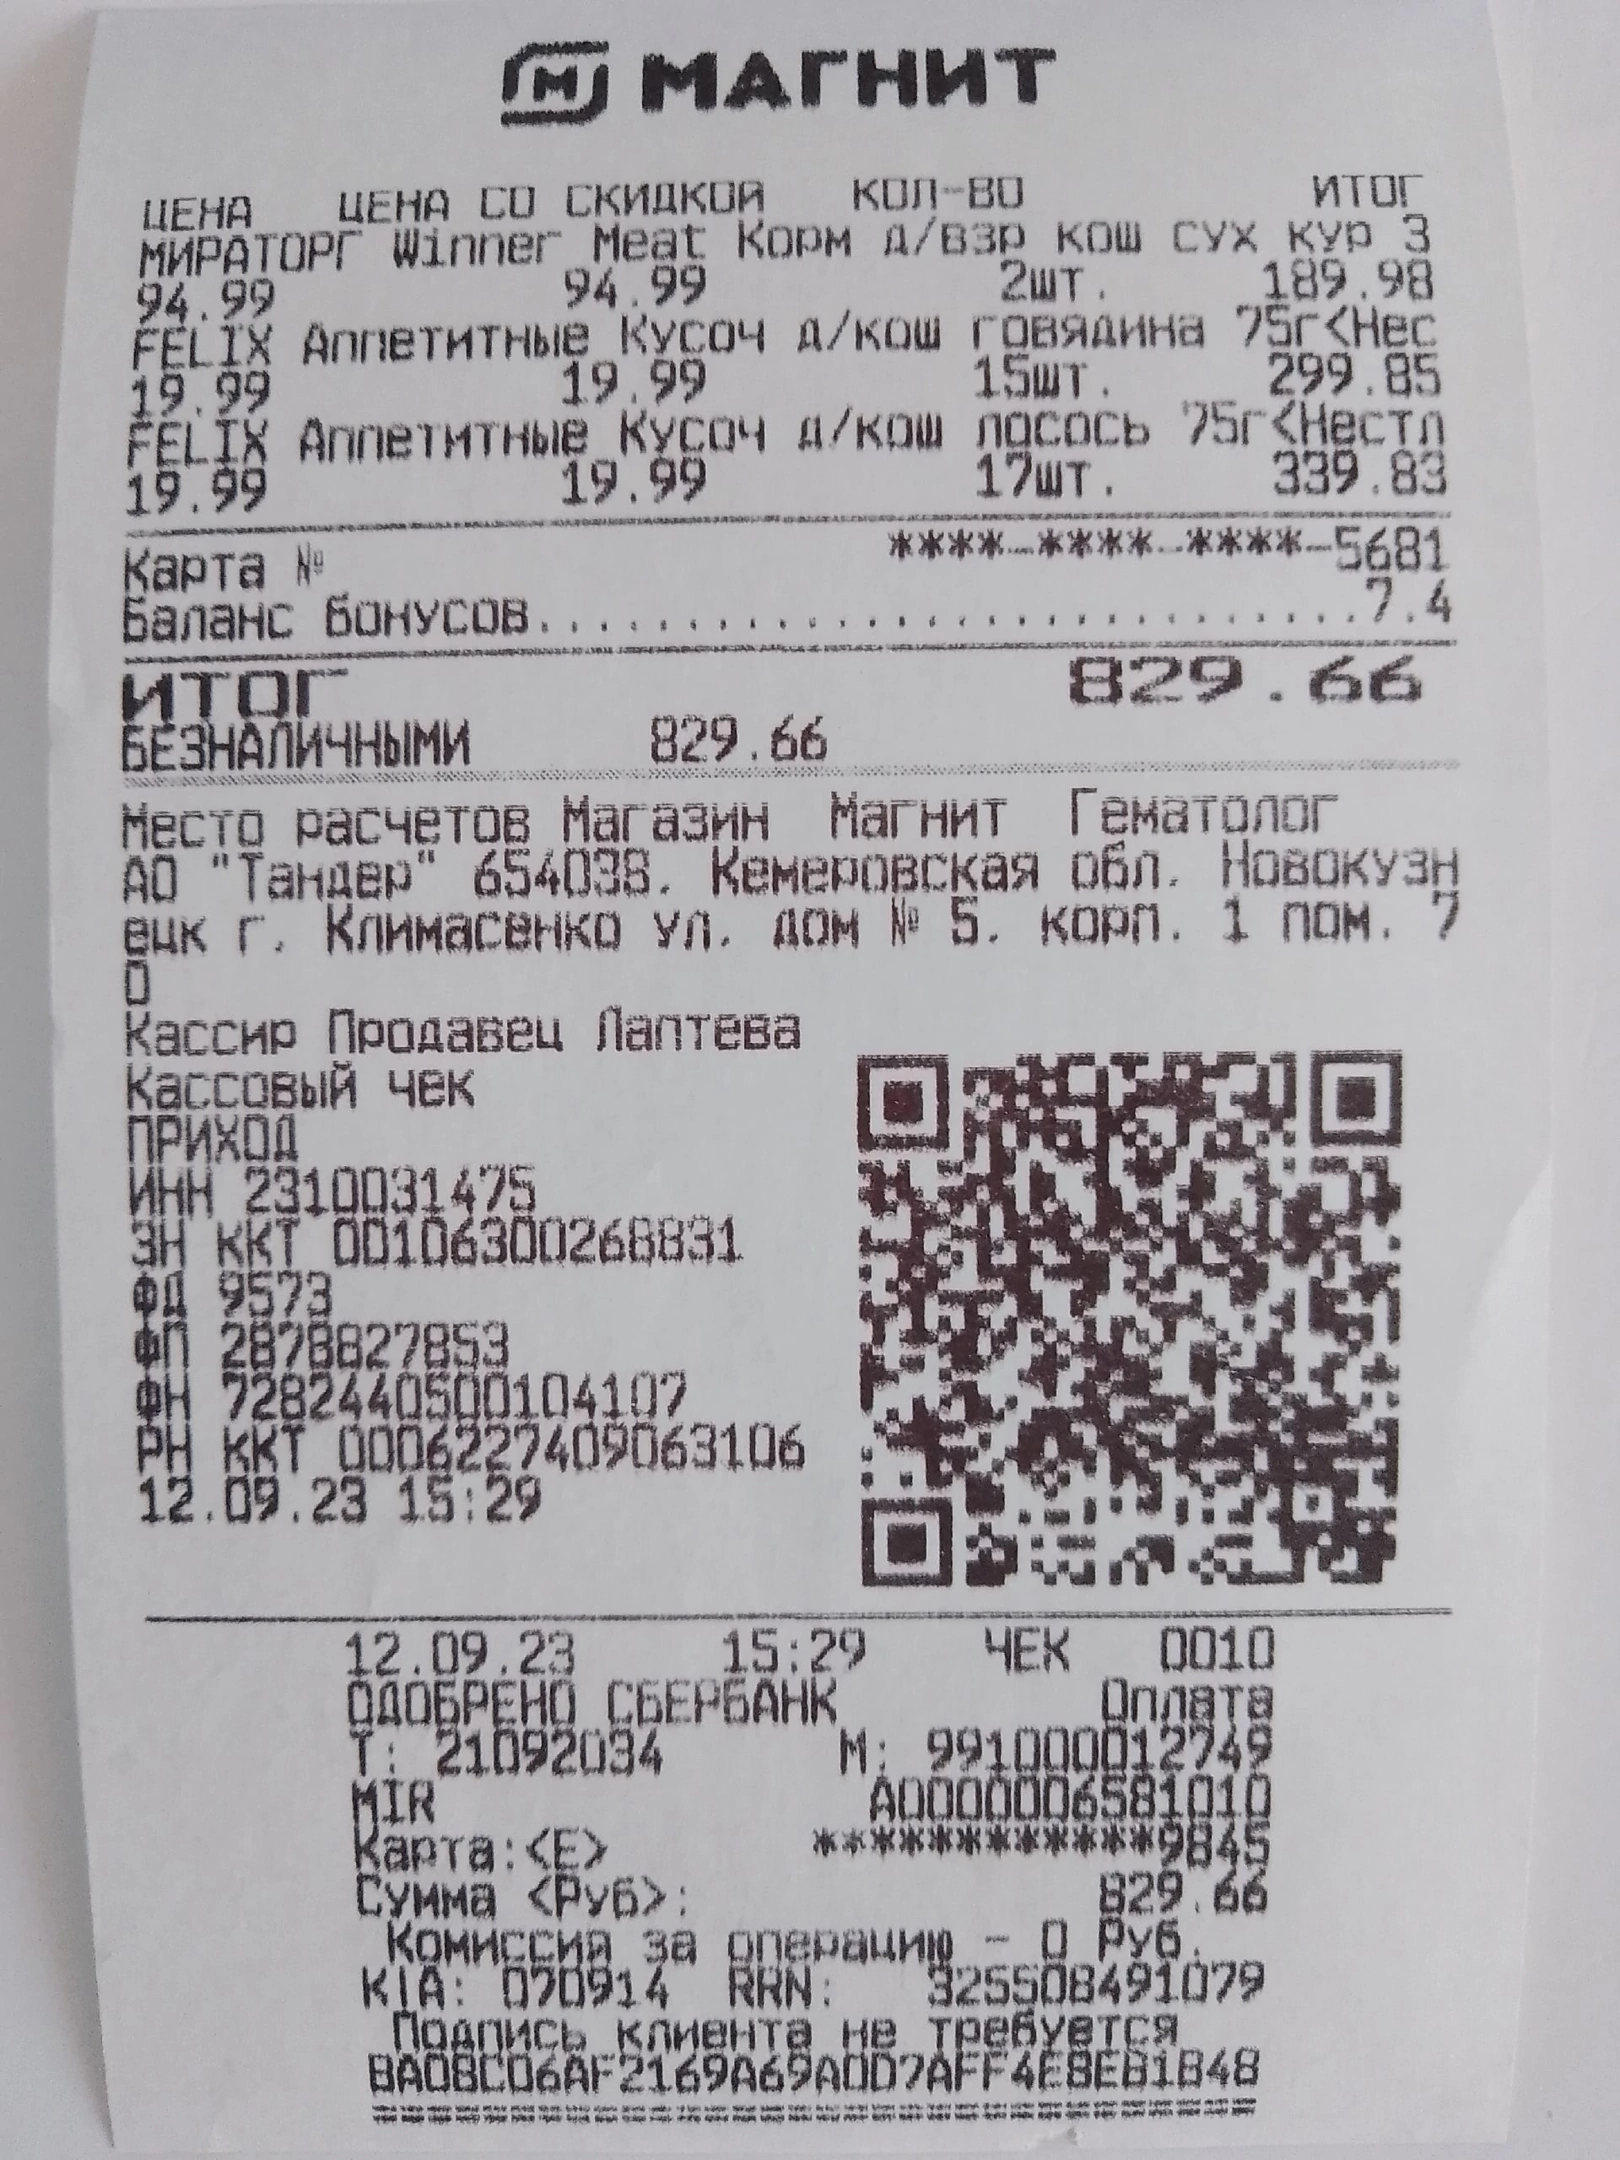 МАГНИТ
ЦЕНА ЦЕНА СО СКИДКОЙ КОЛ-ВО ИТОГ
МИРАТОРГ Winner Meat Корм д/взр кош сух кур 3
94.99 94.99 2шт. 189.98
FELIX Аппетитные Кусоч д/кош говядина 75г<Нес
19.99 19.99 15шт. 299.85
FELIX Аппетитные Кусоч д/кош лосось 75г<Нестл
19.99 19.99 17шт. 339.83
Карта № ****-****-****-5681
Баланс бонусов.............................7.4
ИТОГ 829.66
БЕЗНАЛИЧНЫМИ 829.66
Место расчетов Магазин Магнит Гематолог
АО "Тандер" 654038, Кемеровская обл, Новокузн
ецк г, Климасенко ул, дом № 5, корп. 1 пом. 7
0
Кассир Продавец Лаптева
Кассовый чек
ПРИХОД
ИНН 2310031475
ЗН ККТ 00106300268831
ФД 9573
ФП 2878827853
ФН 7282440500104107
РН ККТ 0006227409063106
12.09.23 15:29
12.09.23 15:29 ЧЕК 0010
ОДОБРЕНО СБЕРБАНК Оплата
Т: 21092034 М: 991000012749
MIR A0000006581010
Карта:<E> ************9845
Сумма <Руб>: 829.66
Комиссия за операцию - 0 Руб.
К|А: 070914 RRN: 325508491079
Подпись клиента не требуется
BA08C06AF2169A69A0D7AFF4E8EB1B48